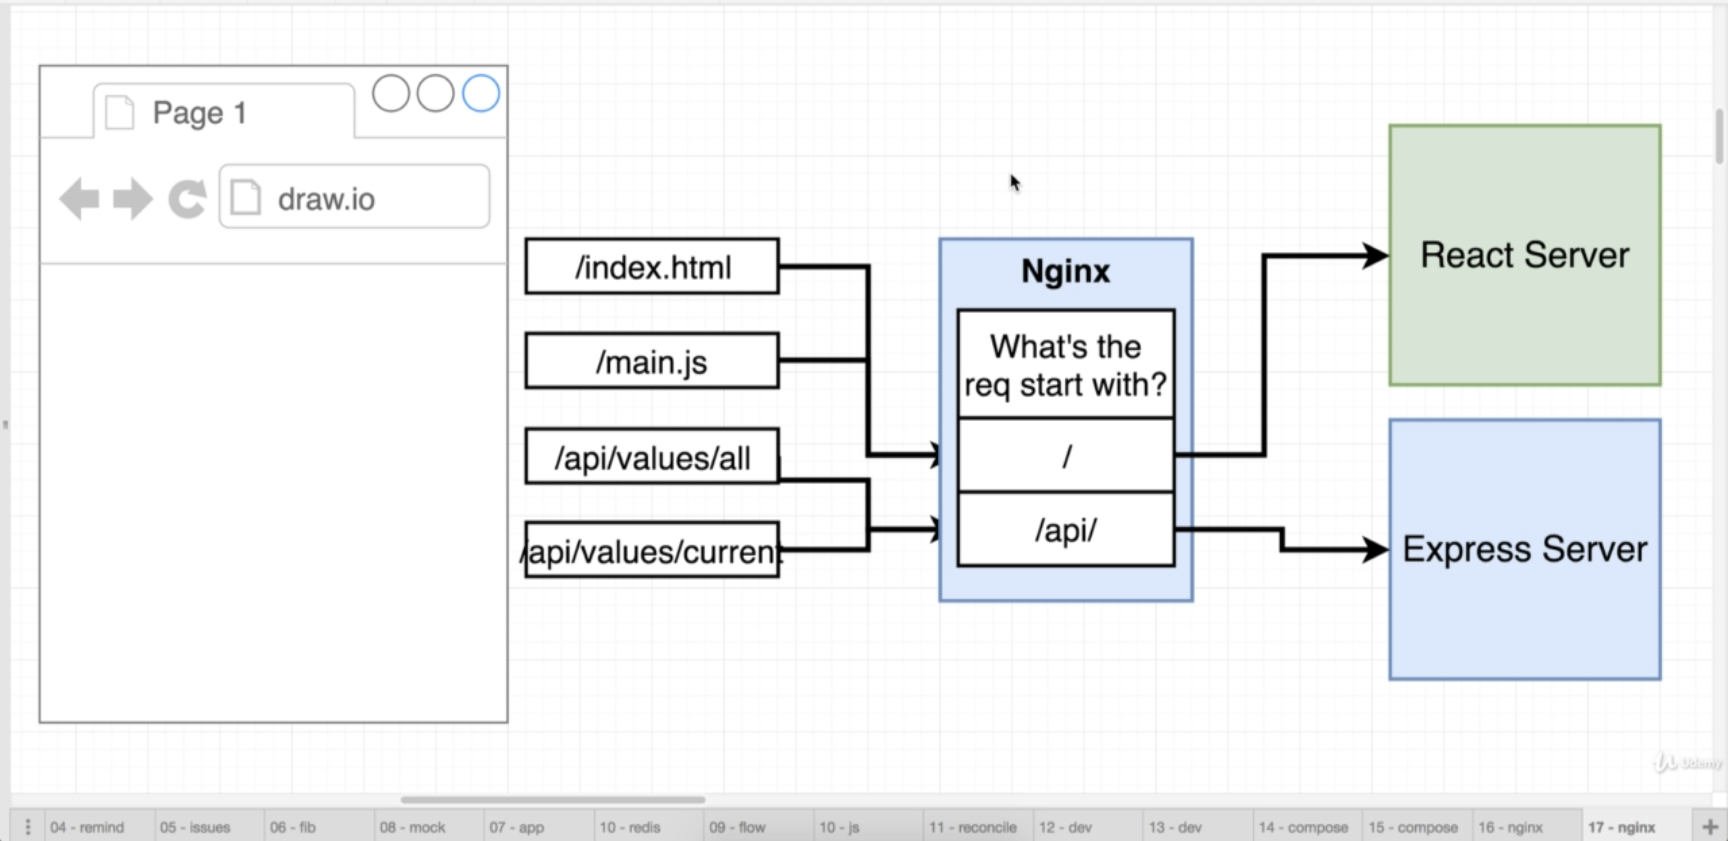 Page 1
draw.io
/index.html
/main.js
/api/values/all
/api/values/current
Nginx
What's the
req start with?
/
/api/
React Server
Express Server
Udemy
04 - remind
05 - issues
06 - fib
08 - mock
07 - app
10 - redis
09 - flow
10 - js
11 - reconcile
12 - dev
13 - dev
14 - compose
15 - compose
16 - nginx
17 - nginx